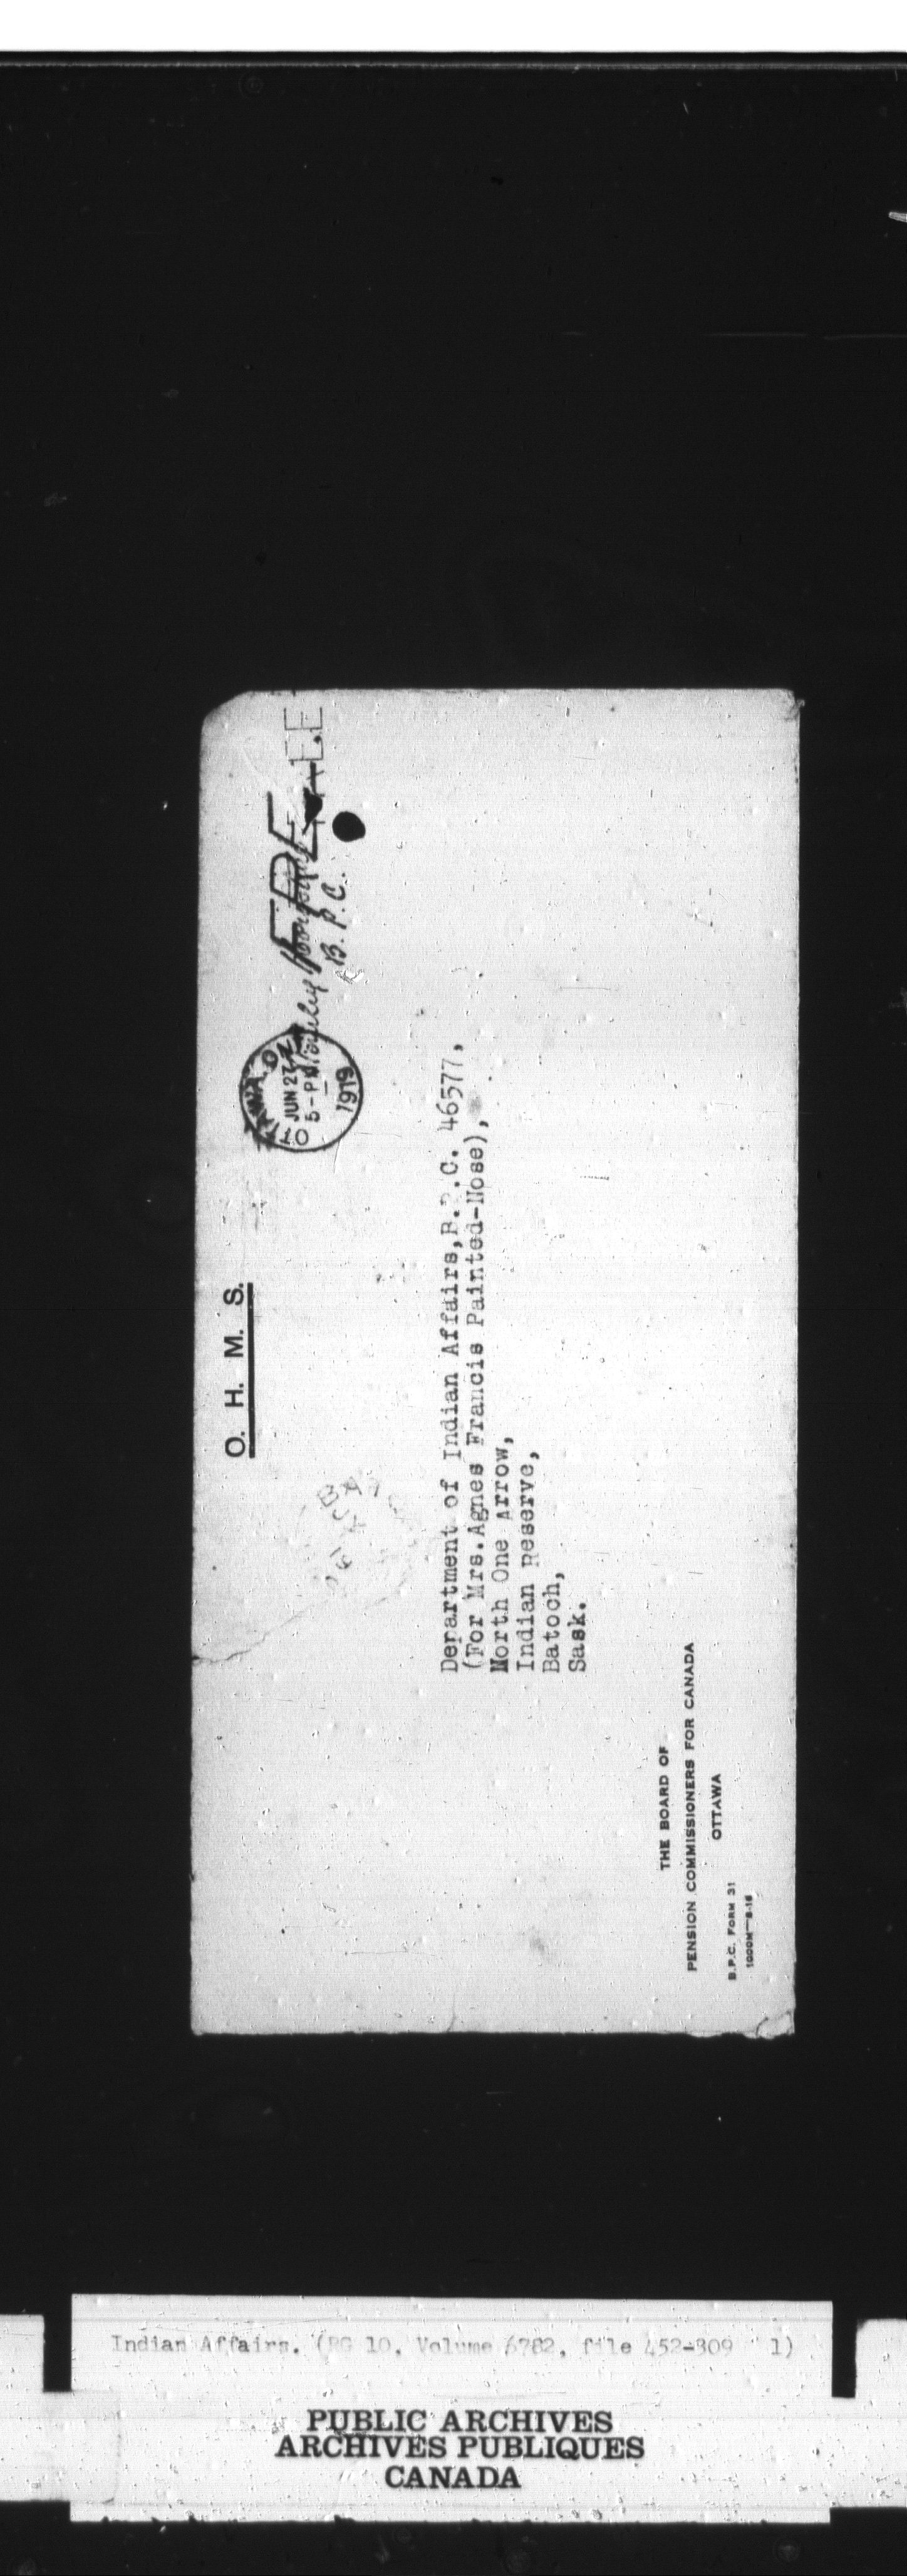 O. H. M. S.
OTTAWA, ONT.
JUN 27
5-PM
1919
FREE
B.P.C.
Department of Indian Affairs, B.P.C. 46577,
(For Mrs. Agnes Francis Painted-Nose),
North One Arrow,
Indian Reserve,
Batoch,
Sask.
THE BOARD OF
PENSION COMMISSIONERS FOR CANADA
OTTAWA
B.P.C. FORM 31
Indian Affairs. (RG 10, Volume 6782, file 452-309 1)
PUBLIC ARCHIVES
ARCHIVES PUBLIQUES
CANADA